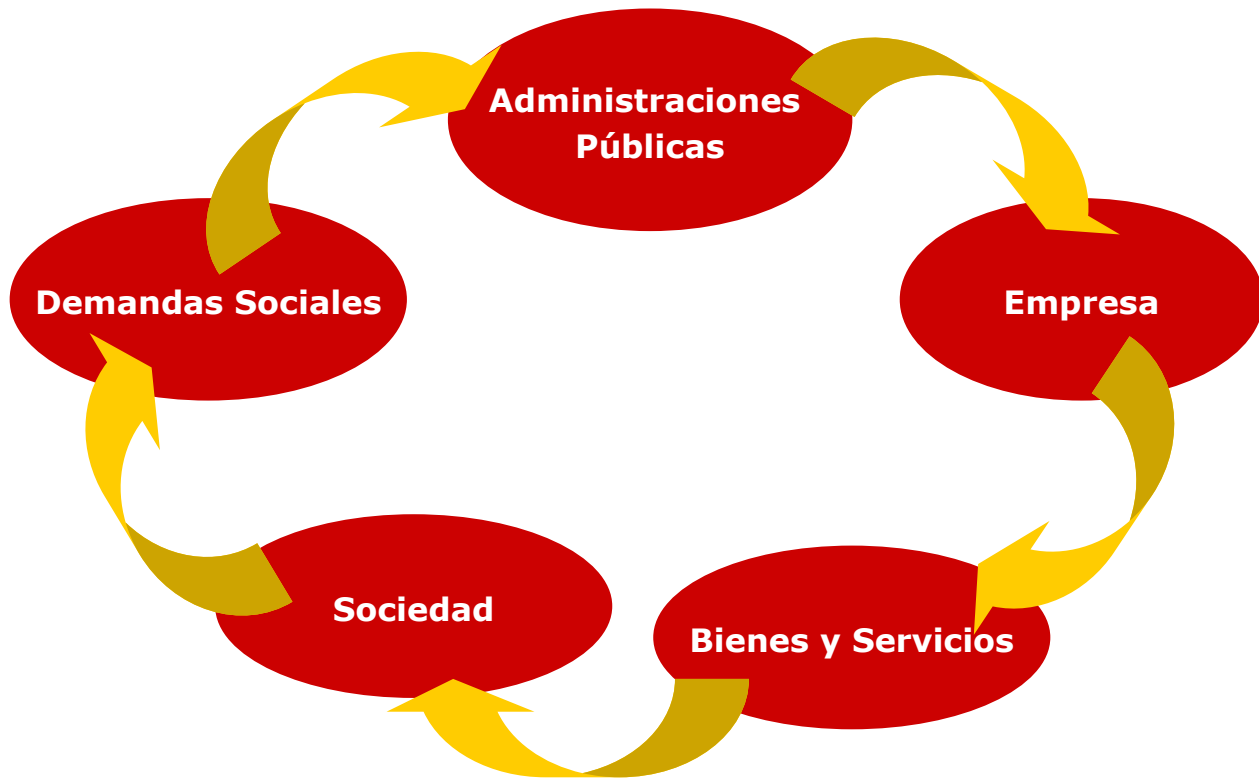 Administraciones
Públicas
Demandas Sociales
Empresa
Sociedad
Bienes y Servicios